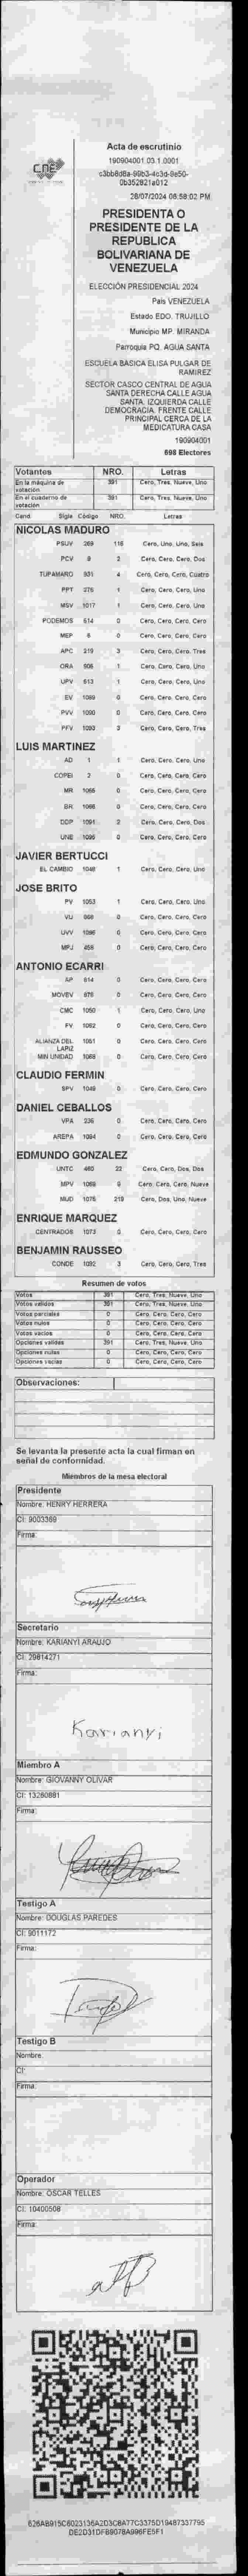 CNE
Acta de escrutinio
190904001.03.1.0001
26/07/2024 06:58:02 PM
PRESIDENTA O
PRESIDENTE DE LA
REPUBLICA
BOLIVARIANA DE
VENEZUELA
ELECCIÓN PRESIDENCIAL 2024
País VENEZUELA
Estado EDO. TRUJILLO
Municipio MP. MIRANDA
Parroquia PQ. AGUA SANTA
ESCUELA BÁSICA ELISA PULGAR DE
RAMIREZ
SECTOR CASCO CENTRAL DE AGUA
SANTA DERECHA CALLE AGUA
SANTA. IZQUIERDA CALLE
DEMOCRACIA. FRENTE CALLE
PRINCIPAL CERCA DE LA
MEDICATURA CASA
190904001
698 Electores
Votantes NRO. Letras
En la máquina de votación 391 Cero, Tres, Nueve, Uno
En el cuaderno de votación 391 Cero, Tres, Nueve, Uno
Cand. Sigla Código NRO. Letras
NICOLAS MADURO
PSUV 269 116 Cero, Uno, Uno, Seis
PCV 9 2 Cero, Cero, Cero, Dos
TUPAMARO 931 4 Cero, Cero, Cero, Cuatro
PPT 275 1 Cero, Cero, Cero, Uno
MSV 1017 1 Cero, Cero, Cero, Uno
PODEMOS 614 0 Cero, Cero, Cero, Cero
MEP 6 0 Cero, Cero, Cero, Cero
APC 219 3 Cero, Cero, Cero, Tres
ORA 906 1 Cero, Cero, Cero, Uno
UPV 613 1 Cero, Cero, Cero, Uno
EV 1089 0 Cero, Cero, Cero, Cero
PVV 1090 0 Cero, Cero, Cero, Cero
PFV 1093 3 Cero, Cero, Cero, Tres
LUIS MARTINEZ
AD 1 1 Cero, Cero, Cero, Uno
COPEI 2 0 Cero, Cero, Cero, Cero
MR 1065 0 Cero, Cero, Cero, Cero
BR 1066 0 Cero, Cero, Cero, Cero
DDP 1091 2 Cero, Cero, Cero, Dos
UNE 1095 0 Cero, Cero, Cero, Cero
JAVIER BERTUCCI
EL CAMBIO 1048 1 Cero, Cero, Cero, Uno
JOSE BRITO
PV 1053 1 Cero, Cero, Cero, Uno
VU 968 0 Cero, Cero, Cero, Cero
UVV 1096 0 Cero, Cero, Cero, Cero
MPJ 458 0 Cero, Cero, Cero, Cero
ANTONIO ECARRI
AP 814 0 Cero, Cero, Cero, Cero
MOVEV 876 0 Cero, Cero, Cero, Cero
CMC 1050 1 Cero, Cero, Cero, Uno
FV 1062 0 Cero, Cero, Cero, Cero
ALIANZA DEL LAPIZ 1051 0 Cero, Cero, Cero, Cero
MIN UNIDAD 1068 0 Cero, Cero, Cero, Cero
CLAUDIO FERMIN
SPV 1049 0 Cero, Cero, Cero, Cero
DANIEL CEBALLOS
VPA 236 0 Cero, Cero, Cero, Cero
AREPA 1094 0 Cero, Cero, Cero, Cero
EDMUNDO GONZALEZ
UNTC 460 22 Cero, Cero, Dos, Dos
MPV 1069 9 Cero, Cero, Cero, Nueve
MUD 1076 219 Cero, Dos, Uno, Nueve
ENRIQUE MARQUEZ
CENTRADOS 1073 0 Cero, Cero, Cero, Cero
BENJAMIN RAUSSEO
CONDE 1092 3 Cero, Cero, Cero, Tres
Resumen de votos
Votos 391 Cero, Tres, Nueve, Uno
Votos validos 391 Cero, Tres, Nueve, Uno
Votos parciales 0 Cero, Cero, Cero, Cero
Votos nulos 0 Cero, Cero, Cero, Cero
Votos vacios 0 Cero, Cero, Cero, Cero
Opciones validas 391 Cero, Tres, Nueve, Uno
Opciones nulas 0 Cero, Cero, Cero, Cero
Opciones vacias 0 Cero, Cero, Cero, Cero
Observaciones:
Se levanta la presente acta la cual firman en
señal de conformidad.
Miembros de la mesa electoral
Presidente
Nombre: HENRY HERRERA
CI: 9003369
Firma:
Secretario
Nombre: KARIANYI ARAUJO
CI: 29814271
Firma:
Karianyi
Miembro A
Nombre: GIOVANNY OLIVAR
CI: 13260881
Firma:
Testigo A
Nombre: DOUGLAS PAREDES
CI: 9011172
Firma:
Testigo B
Nombre:
CI:
Firma:
Operador
Nombre: OSCAR TELLES
CI: 10400508
Firma: